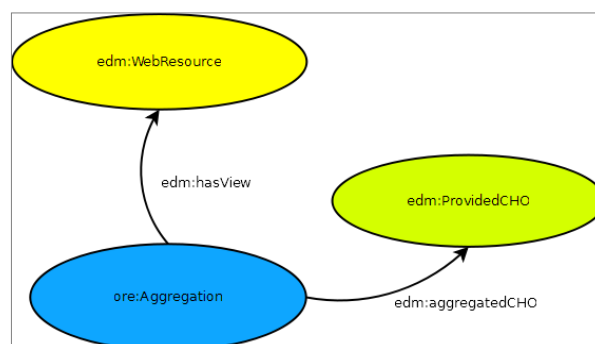 edm:WebResource
edm:hasView
edm:ProvidedCHO
ore:Aggregation
edm:aggregatedCHO